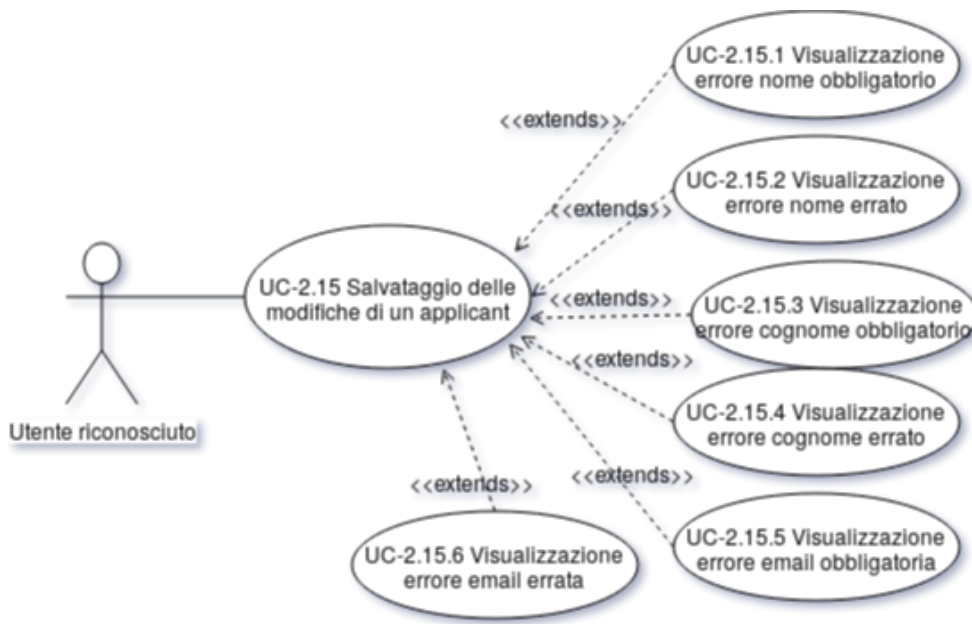 UC-2.15.1 Visualizzazione
errore nome obbligatorio
<<extends>>
UC-2.15.2 Visualizzazione
errore nome errato
<<extends>>
UC-2.15 Salvataggio delle
modifiche di un applicant
<<extends>>
UC-2.15.3 Visualizzazione
errore cognome obbligatorio
<<extends>>
UC-2.15.4 Visualizzazione
errore cognome errato
Utente riconosciuto
<<extends>>
<<extends>>
UC-2.15.5 Visualizzazione
errore email obbligatoria
UC-2.15.6 Visualizzazione
errore email errata